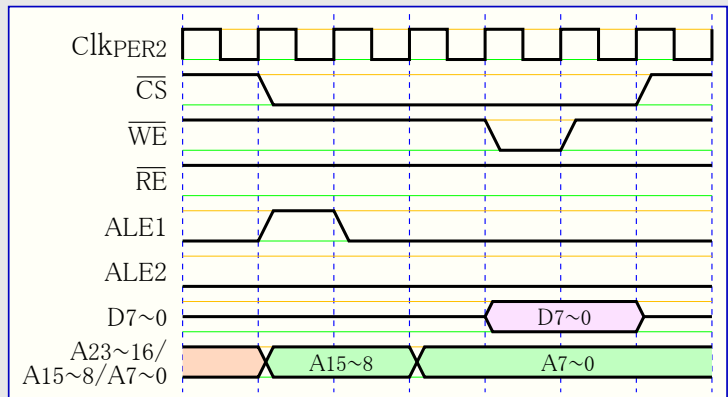 ClkPER2
CS
WE
RE
ALE1
ALE2
D7~0
D7~0
A23~16/
A15~8/A7~0
A15~8
A7~0